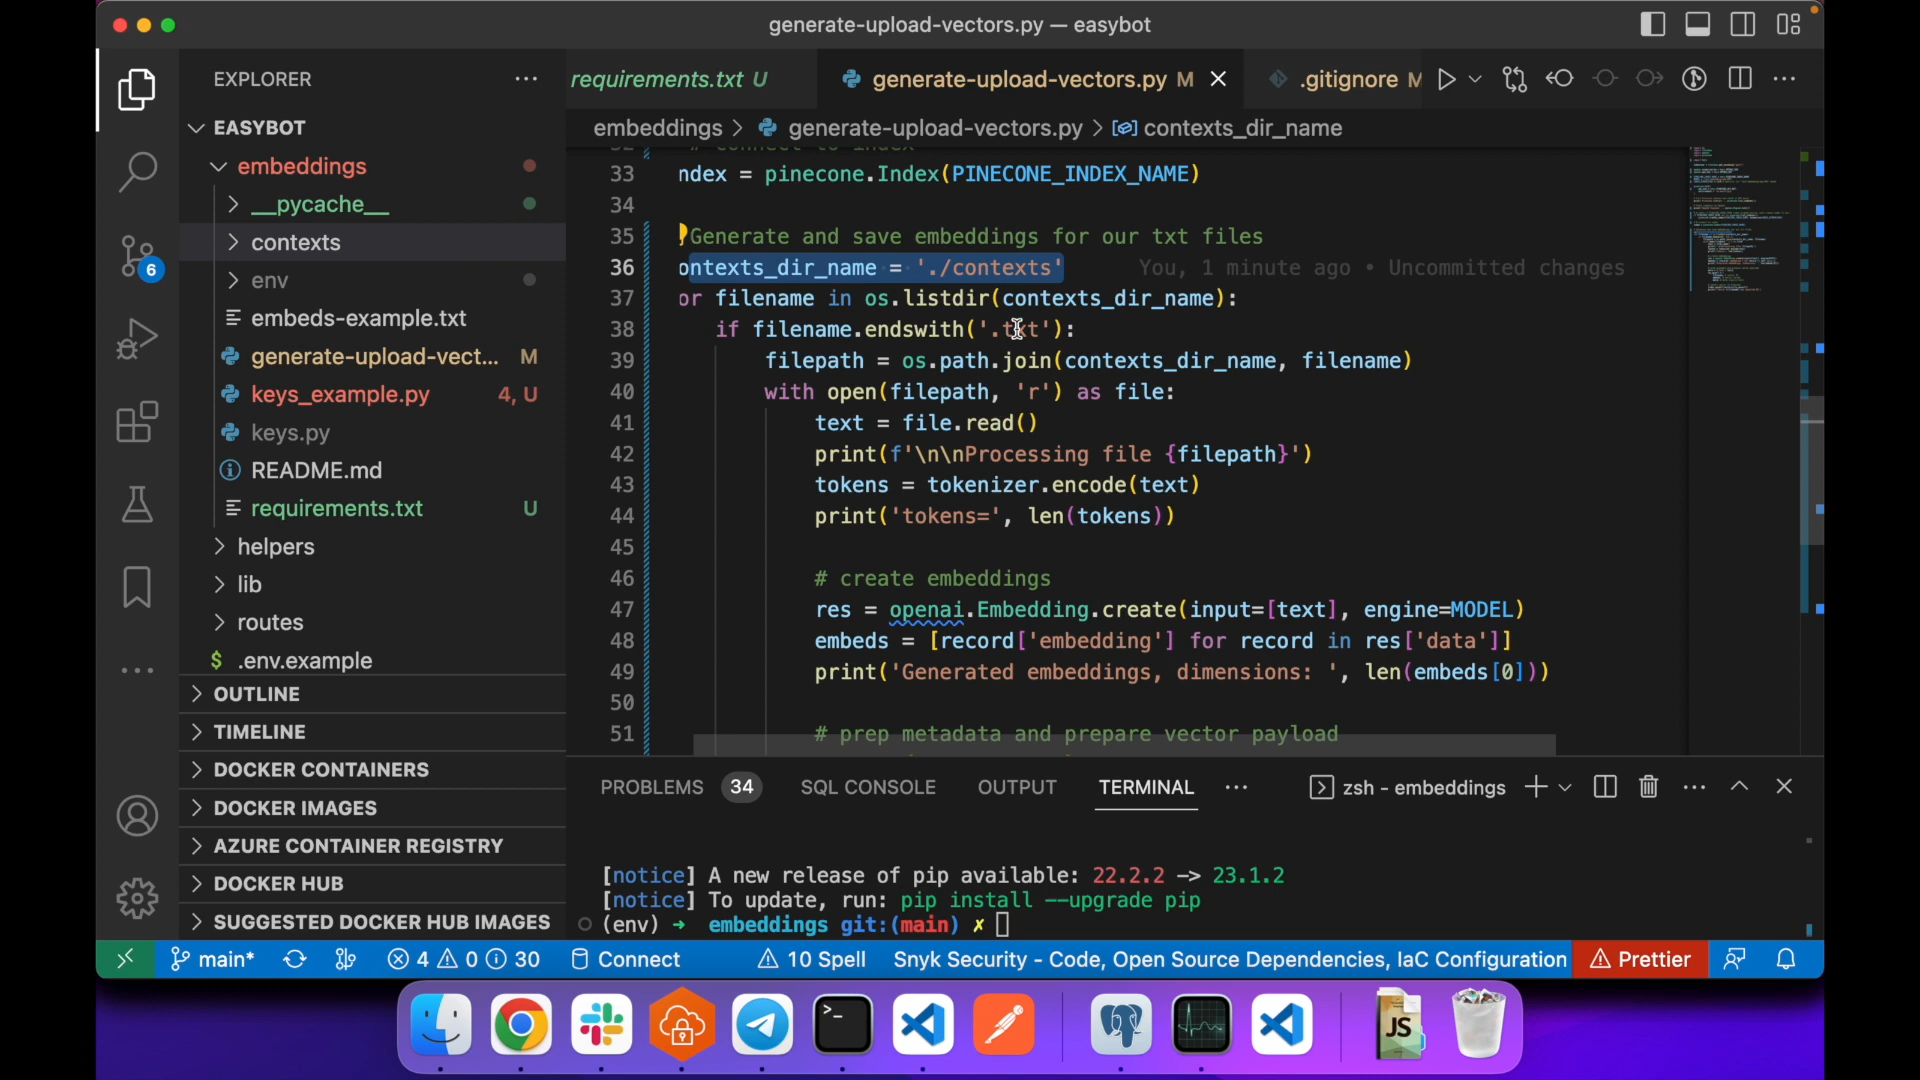 generate-upload-vectors.py — easybot
EXPLORER
requirements.txt U
generate-upload-vectors.py M
.gitignore M
EASYBOT
embeddings > generate-upload-vectors.py > contexts_dir_name
embeddings
__pycache__
contexts
env
embeds-example.txt
generate-upload-vect... M
keys_example.py 4, U
keys.py
README.md
requirements.txt U
helpers
lib
routes
$ .env.example
OUTLINE
TIMELINE
DOCKER CONTAINERS
DOCKER IMAGES
AZURE CONTAINER REGISTRY
DOCKER HUB
SUGGESTED DOCKER HUB IMAGES
6
32 # connect to index
33 ndex = pinecone.Index(PINECONE_INDEX_NAME)
34
35 Generate and save embeddings for our txt files
36 ontexts_dir_name = './contexts' You, 1 minute ago • Uncommitted changes
37 or filename in os.listdir(contexts_dir_name):
38 if filename.endswith('.txt'):
39 filepath = os.path.join(contexts_dir_name, filename)
40 with open(filepath, 'r') as file:
41 text = file.read()
42 print(f'\n\nProcessing file {filepath}')
43 tokens = tokenizer.encode(text)
44 print('tokens=', len(tokens))
45
46 # create embeddings
47 res = openai.Embedding.create(input=[text], engine=MODEL)
48 embeds = [record['embedding'] for record in res['data']]
49 print('Generated embeddings, dimensions: ', len(embeds[0]))
50
51 # prep metadata and prepare vector payload
PROBLEMS 34 SQL CONSOLE OUTPUT TERMINAL zsh - embeddings
[notice] A new release of pip available: 22.2.2 -> 23.1.2
[notice] To update, run: pip install --upgrade pip
(env) → embeddings git:(main) ✗
main* 4 0 30 Connect 10 Spell Snyk Security - Code, Open Source Dependencies, IaC Configuration Prettier
JS